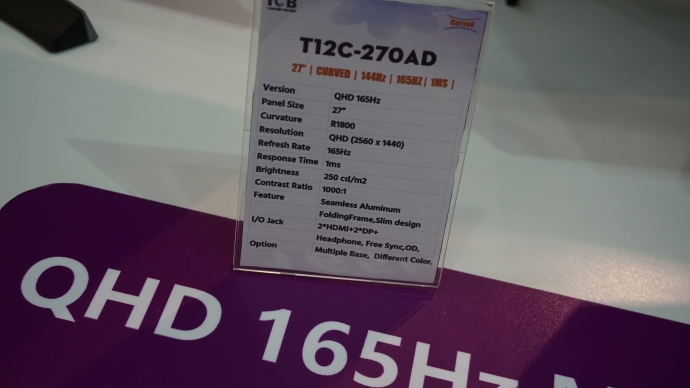 Curved
T12C-270AD
27" | CURVED | 144Hz | 165HZ | 1MS |
Version QHD 165Hz
Panel Size 27"
Curvature R1800
Resolution QHD (2560 x 1440)
Refresh Rate 165Hz
Response Time 1ms
Brightness 250 cd/m2
Contrast Ratio 1000:1
Feature Seamless Aluminum
FoldingFrame,Slim design
I/O Jack 2*HDMI+2*DP+
Headphone, Free Sync,OD,
Option Multiple Base, Different Color.
QHD 165Hz